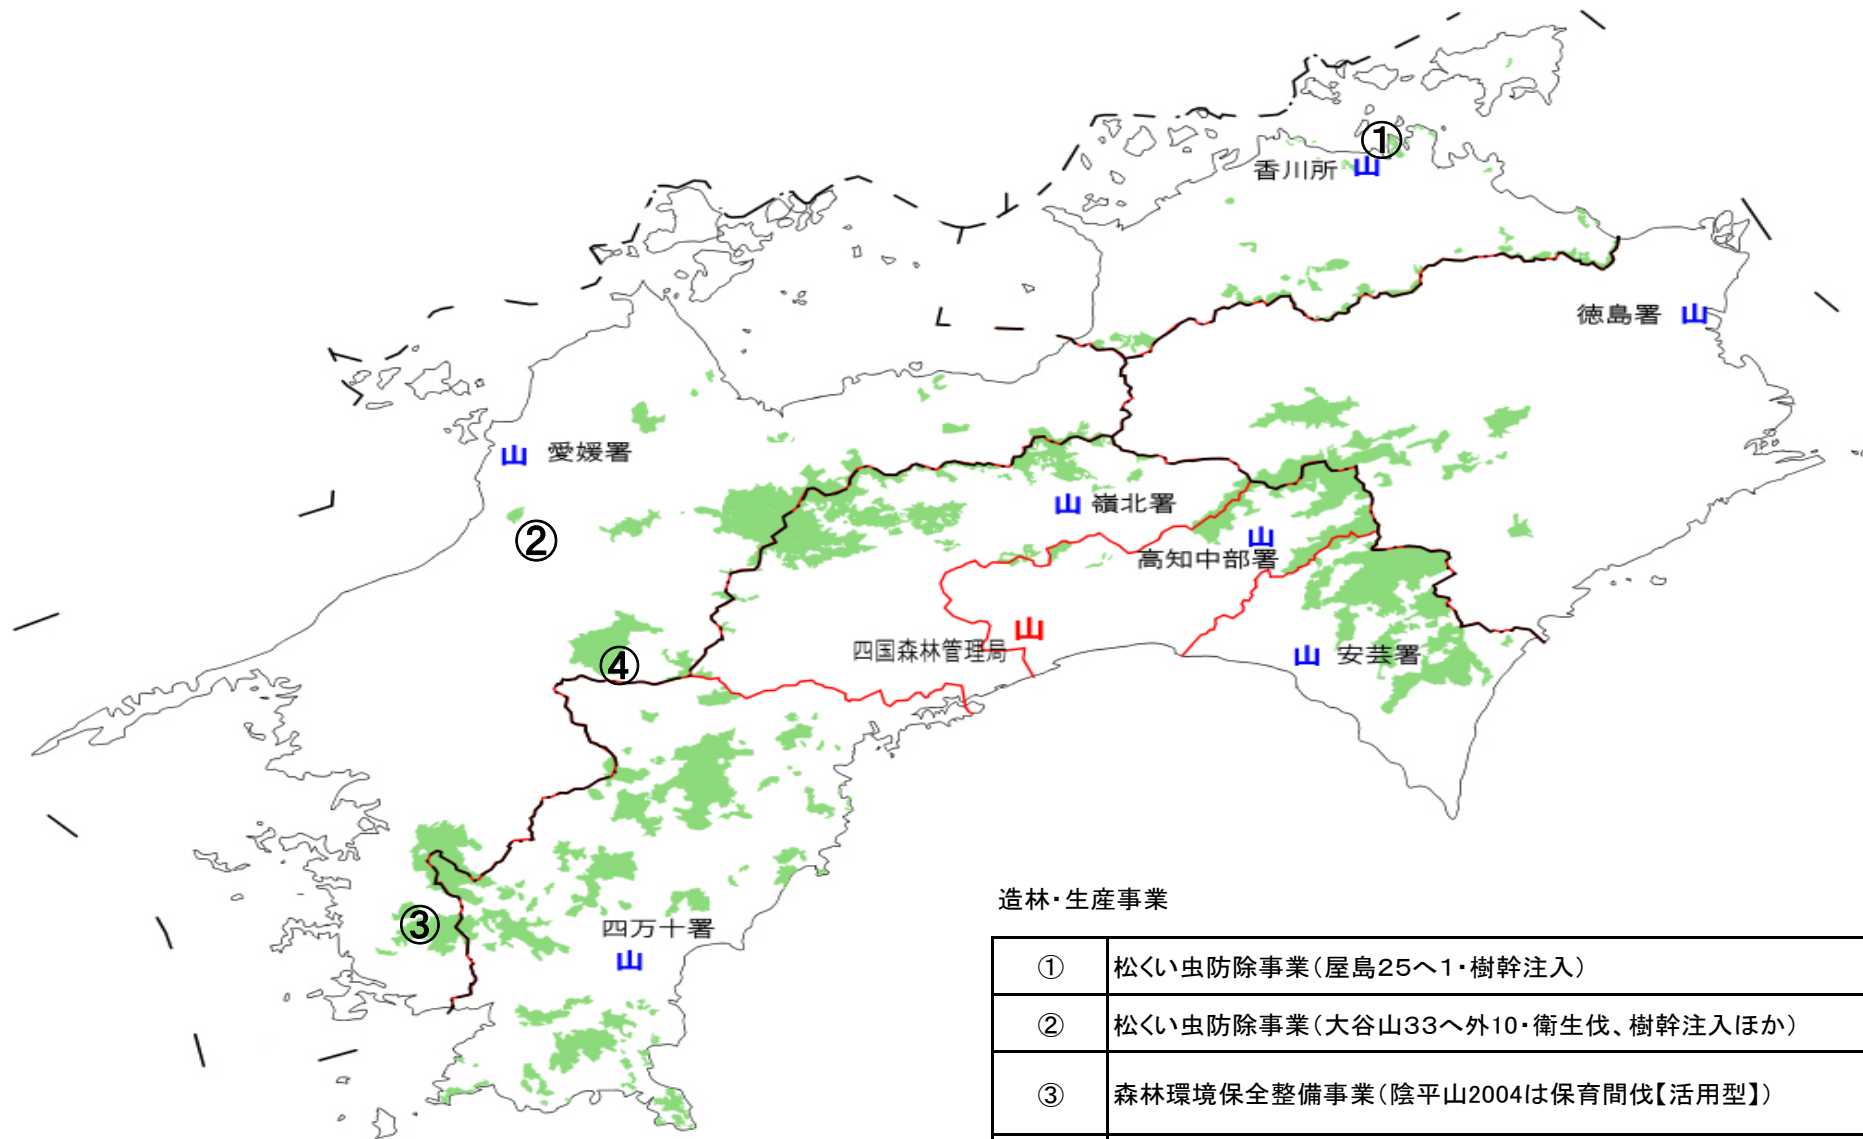 ①
香川所 山
徳島署 山
山 愛媛署
②
山 嶺北署
山
高知中部署
山
四国森林管理局
山 安芸署
④
③
四万十署
山
造林・生産事業
① 松くい虫防除事業(屋島25へ1・樹幹注入)
② 松くい虫防除事業(大谷山33へ外10・衛生伐、樹幹注入ほか)
③ 森林環境保全整備事業(陰平山2004は保育間伐【活用型】)